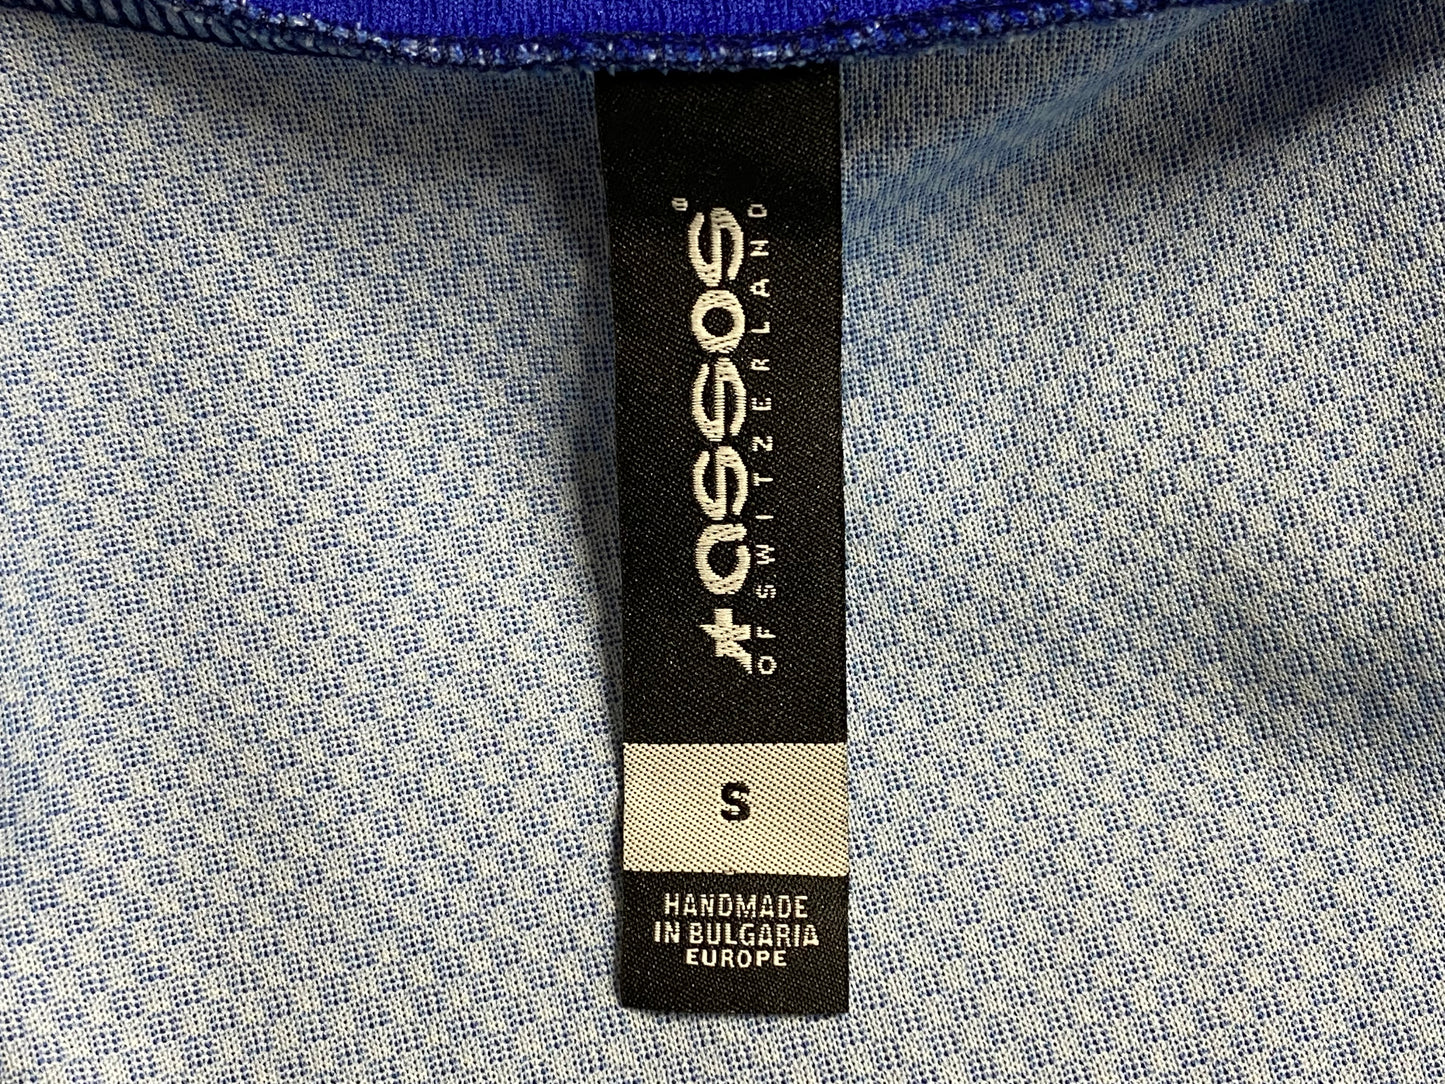 assos®
OF SWITZERLAND
S
HANDMADE
IN BULGARIA
EUROPE